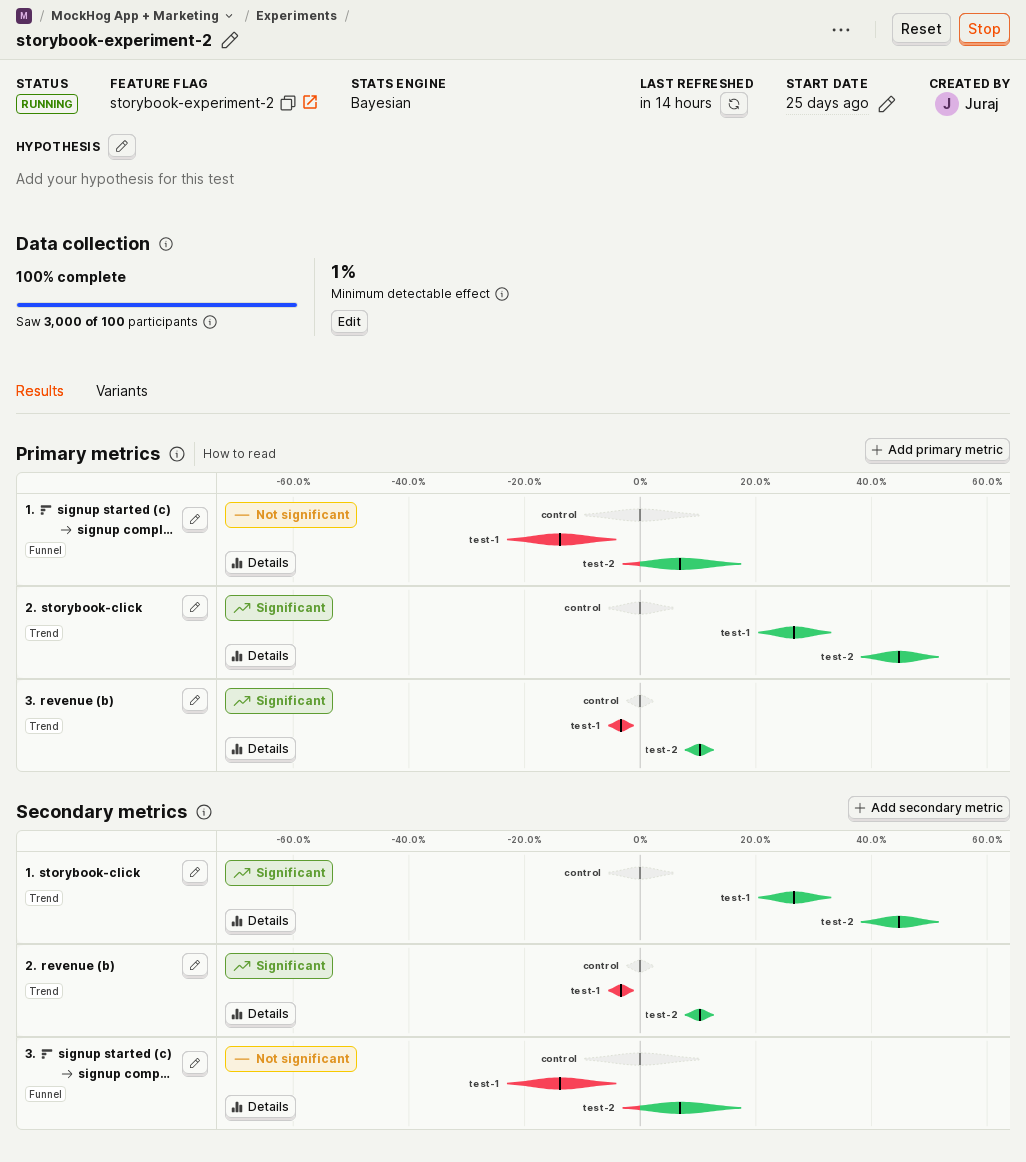 M / MockHog App + Marketing / Experiments /
storybook-experiment-2
Reset
Stop
STATUS
RUNNING
FEATURE FLAG
storybook-experiment-2
STATS ENGINE
Bayesian
LAST REFRESHED
in 14 hours
START DATE
25 days ago
CREATED BY
J Juraj
HYPOTHESIS
Add your hypothesis for this test
Data collection
100% complete
Saw 3,000 of 100 participants
1%
Minimum detectable effect
Edit
Results Variants
Primary metrics How to read
+ Add primary metric
-60.0% -40.0% -20.0% 0% 20.0% 40.0% 60.0%
1. signup started (c)
→ signup compl...
Funnel
Not significant
Details
control
test-1
test-2
2. storybook-click
Trend
Significant
Details
control
test-1
test-2
3. revenue (b)
Trend
Significant
Details
control
test-1
test-2
Secondary metrics
+ Add secondary metric
-60.0% -40.0% -20.0% 0% 20.0% 40.0% 60.0%
1. storybook-click
Trend
Significant
Details
control
test-1
test-2
2. revenue (b)
Trend
Significant
Details
control
test-1
test-2
3. signup started (c)
→ signup comp...
Funnel
Not significant
Details
control
test-1
test-2